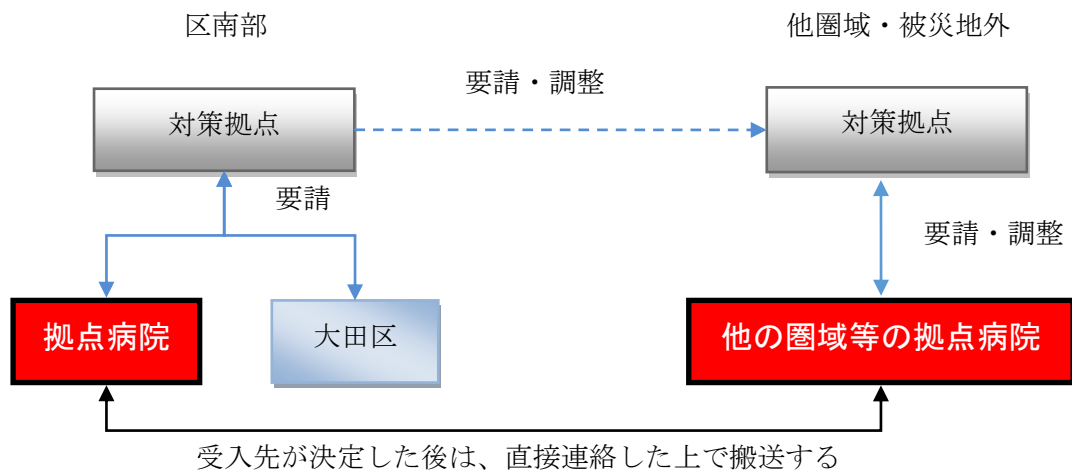 区南部
他圏域・被災地外
要請・調整
対策拠点
対策拠点
要請
要請・調整
拠点病院
大田区
他の圏域等の拠点病院
受入先が決定した後は、直接連絡した上で搬送する